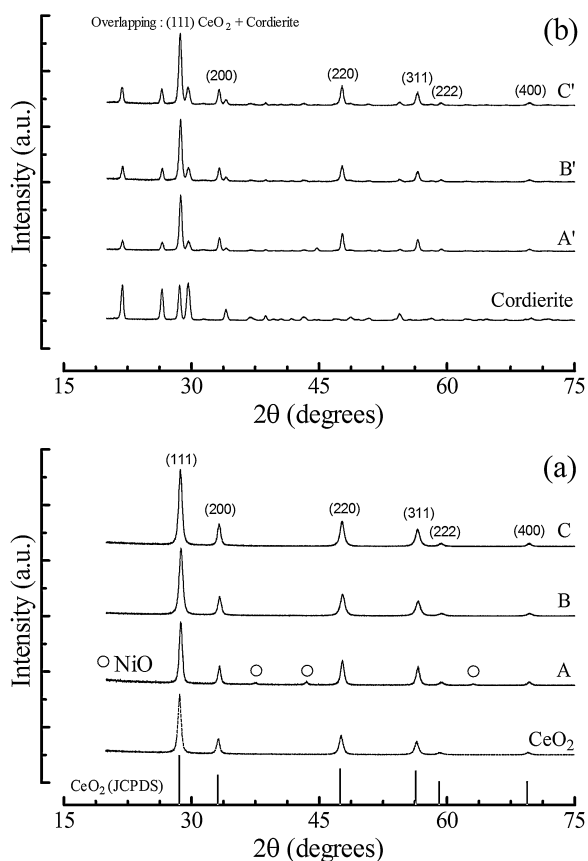 Overlapping : (111) CeO2 + Cordierite
(b)
(200)
(220)
(311)
(222)
(400)
C'
B'
A'
Cordierite
Intensity (a.u.)
15 30 45 60 75
2θ (degrees)
(a)
(111)
(200)
(220)
(311)
(222)
(400)
C
B
A
NiO
CeO2
CeO2 (JCPDS)
Intensity (a.u.)
15 30 45 60 75
2θ (degrees)